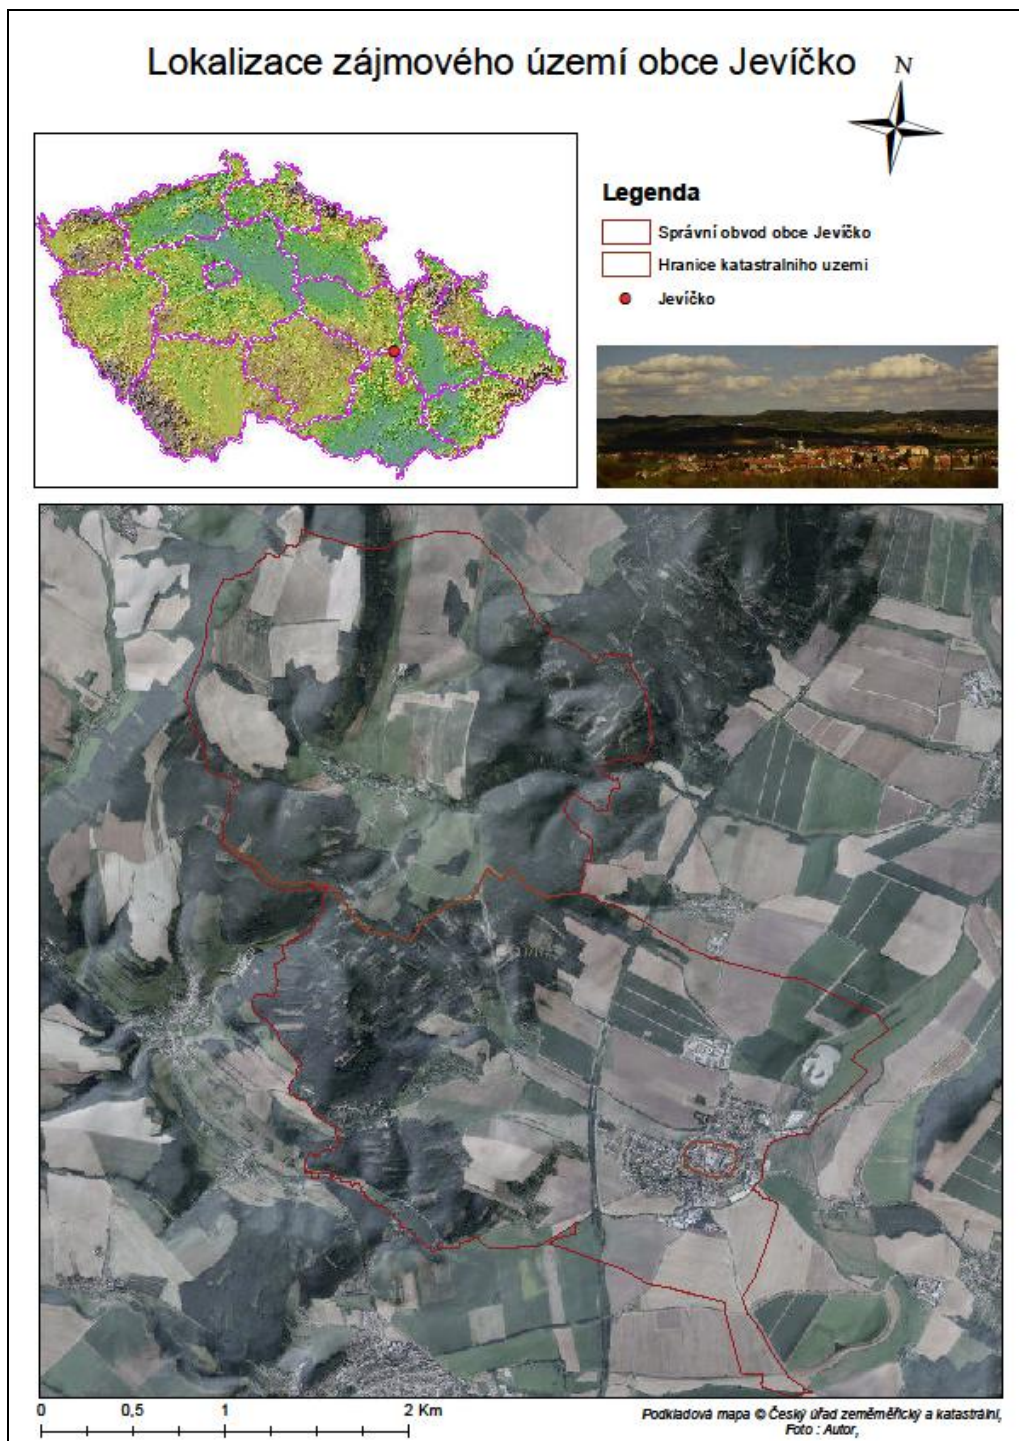 Lokalizace zájmového území obce Jevíčko
N
Legenda
Správní obvod obce Jevíčko
Hranice katastralniho uzemi
Jevíčko
0 0,5 1 2 Km
Podkladová mapa © Český úřad zeměměřický a katastrální,
Foto : Autor,